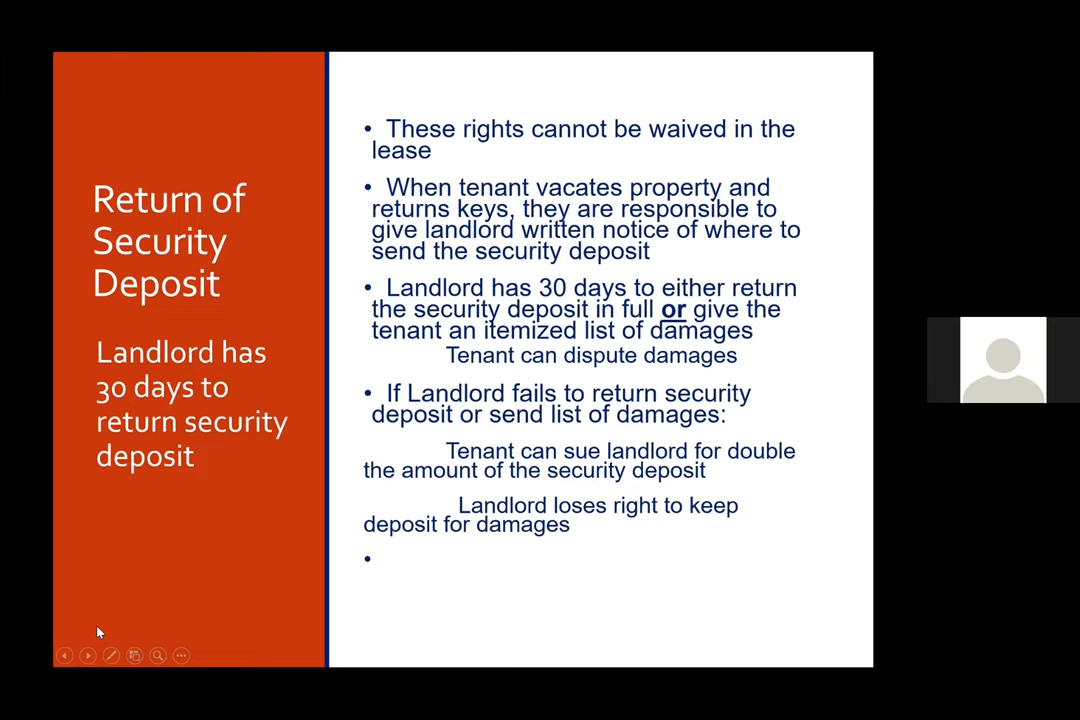 Return of
Security
Deposit
Landlord has
30 days to
return security
deposit
• These rights cannot be waived in the
lease
• When tenant vacates property and
returns keys, they are responsible to
give landlord written notice of where to
send the security deposit
• Landlord has 30 days to either return
the security deposit in full or give the
tenant an itemized list of damages
Tenant can dispute damages
• If Landlord fails to return security
deposit or send list of damages:
Tenant can sue landlord for double
the amount of the security deposit
Landlord loses right to keep
deposit for damages
•